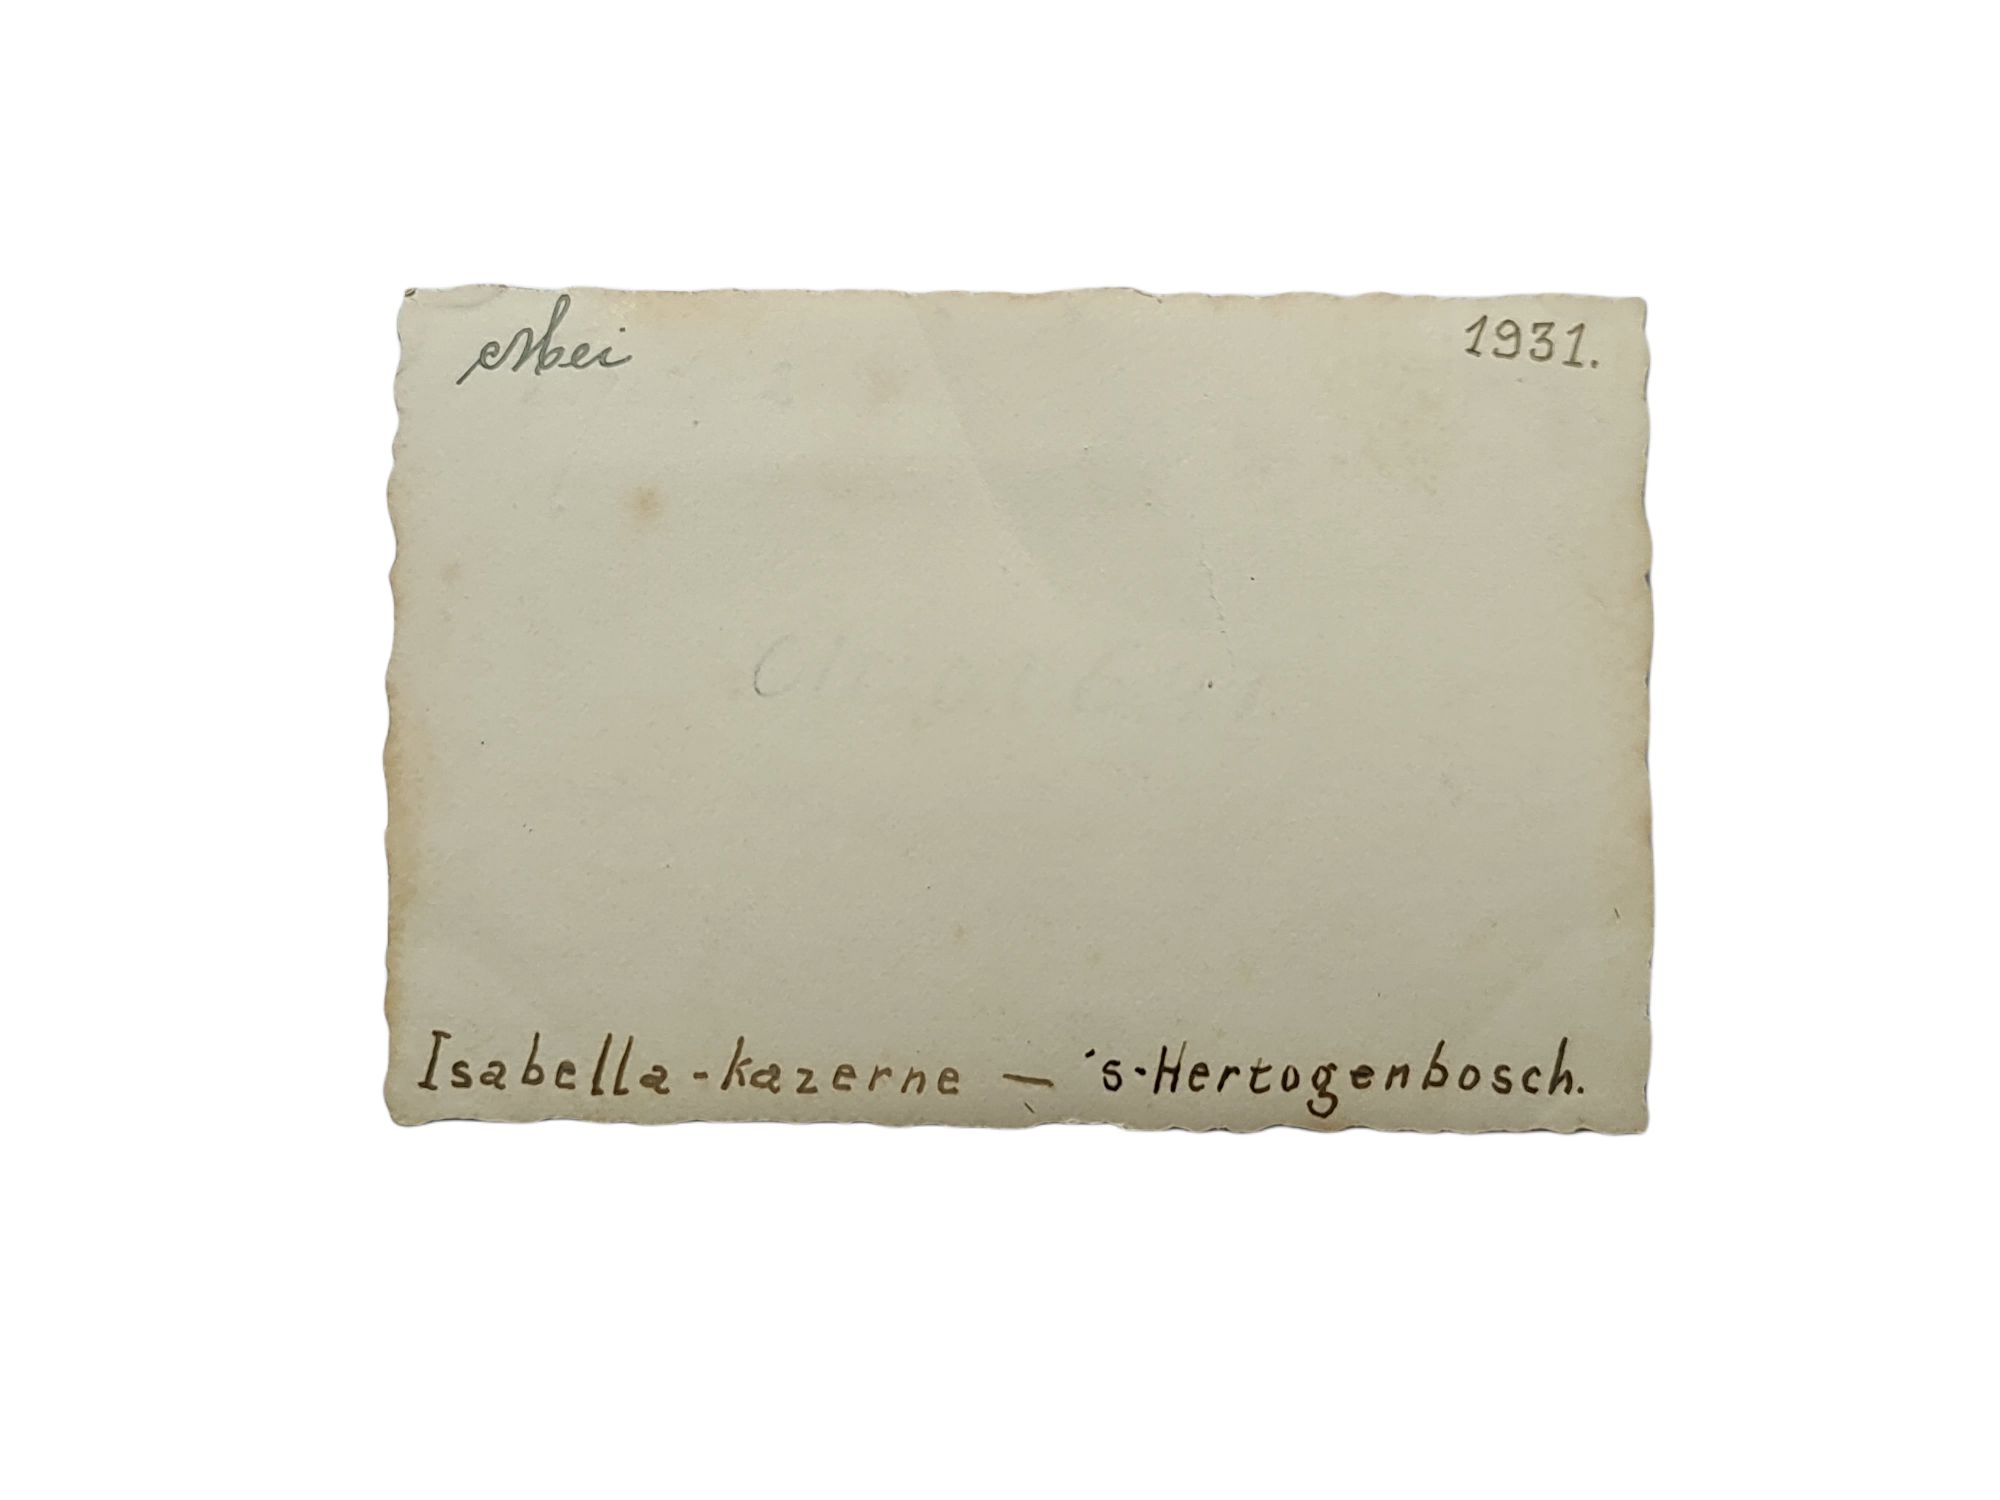 Mei 1931.
Isabella-kazerne — 's-Hertogenbosch.